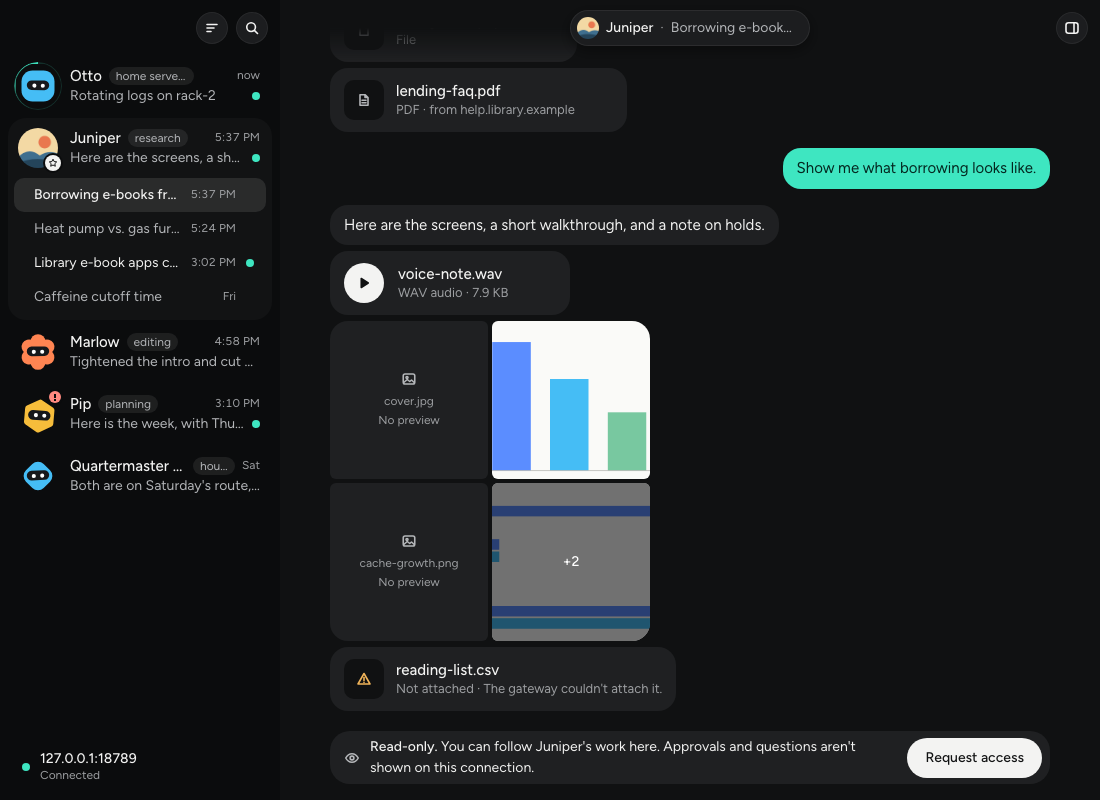 Otto home serve... now
Rotating logs on rack-2
Juniper research 5:37 PM
Here are the screens, a sh...
Borrowing e-books fr... 5:37 PM
Heat pump vs. gas fur... 5:24 PM
Library e-book apps c... 3:02 PM
Caffeine cutoff time Fri
Marlow editing 4:58 PM
Tightened the intro and cut ...
Pip planning 3:10 PM
Here is the week, with Thu...
Quartermaster ... hou... Sat
Both are on Saturday's route,...
127.0.0.1:18789
Connected
Juniper · Borrowing e-book...
File
lending-faq.pdf
PDF · from help.library.example
Show me what borrowing looks like.
Here are the screens, a short walkthrough, and a note on holds.
voice-note.wav
WAV audio · 7.9 KB
cover.jpg
No preview
cache-growth.png
No preview
+2
reading-list.csv
Not attached · The gateway couldn't attach it.
Read-only. You can follow Juniper's work here. Approvals and questions aren't
shown on this connection.
Request access